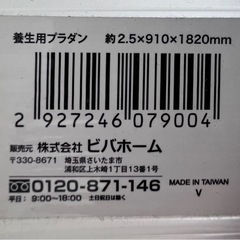 養生用プラダン 約2.5×910×1820mm
2 927246 079004
販売元 株式会社 ビバホーム
〒330-8671 埼玉県さいたま市
浦和区上木崎1丁目13番1号
0120-871-146
平日 9:00〜18:00 土日祝日は除く
MADE IN TAIWAN
V